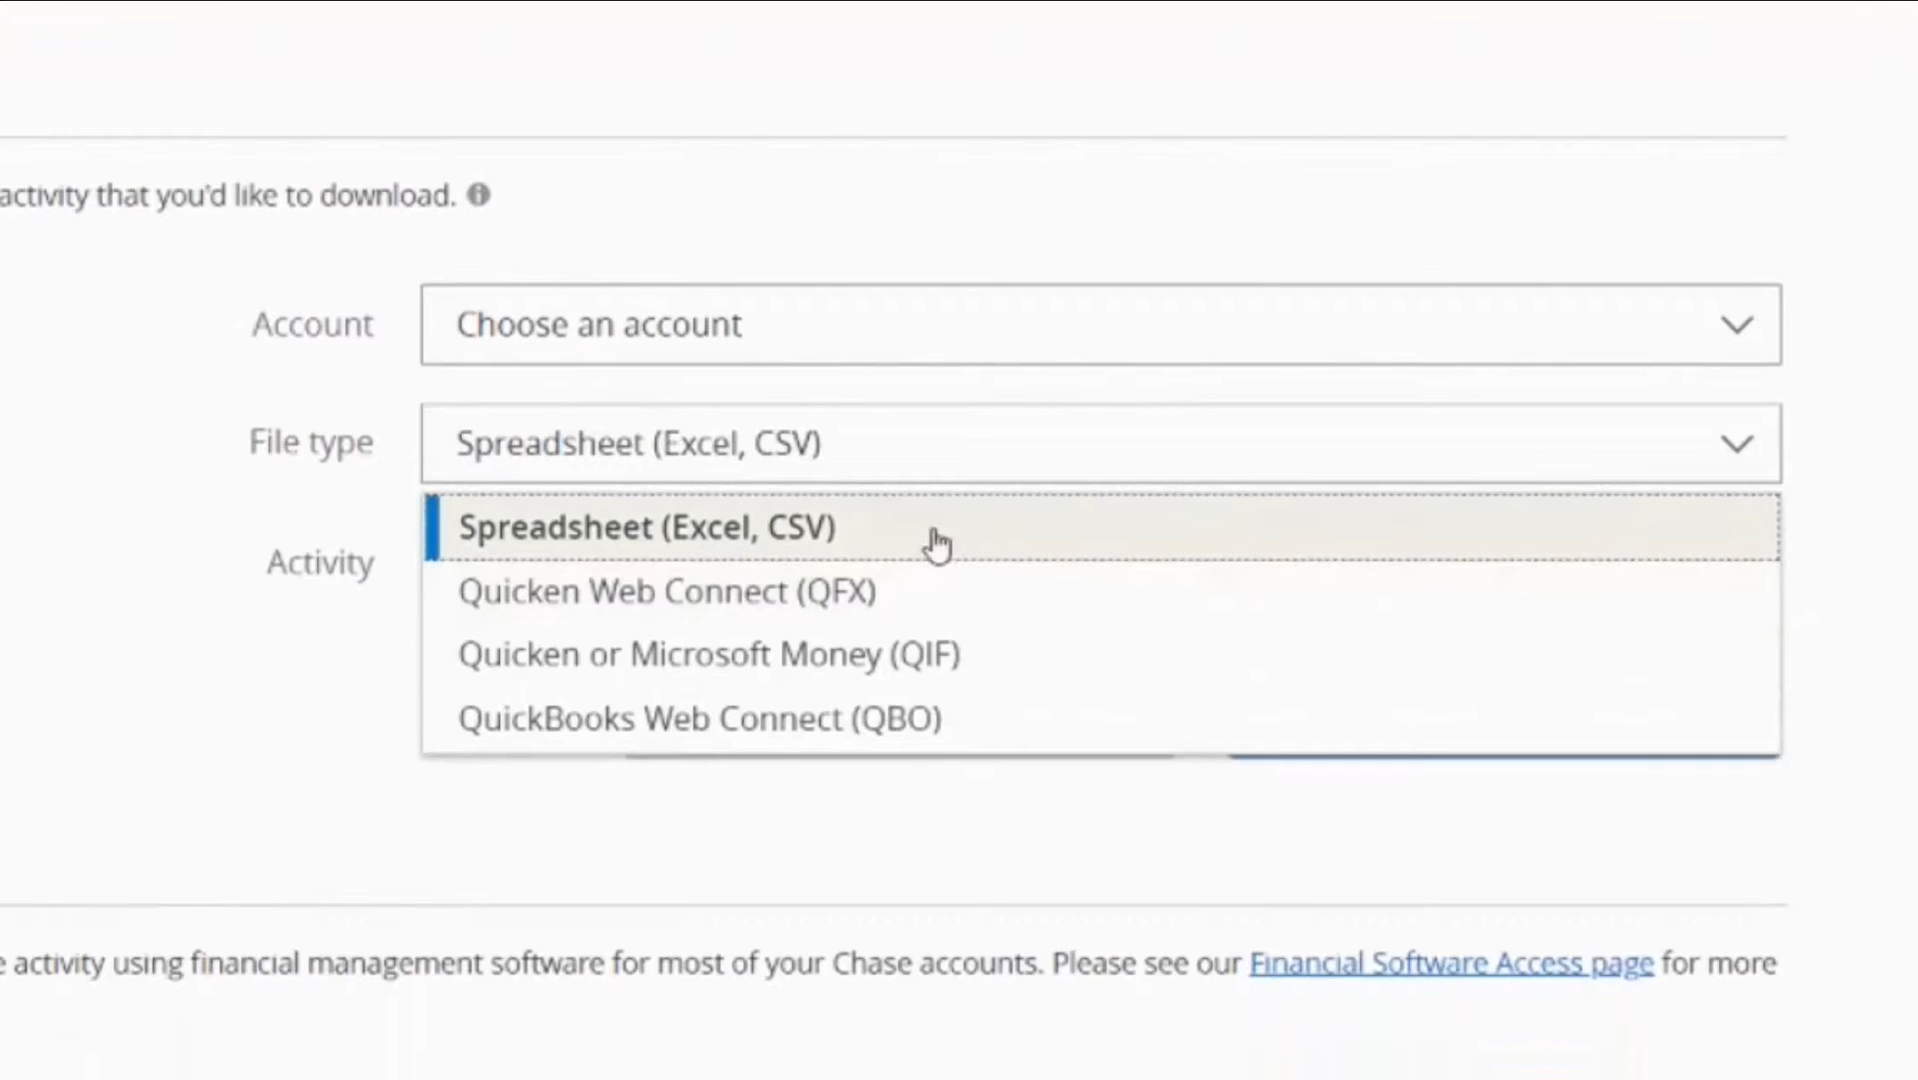 activity that you'd like to download.
Account
Choose an account
File type
Spreadsheet (Excel, CSV)
Spreadsheet (Excel, CSV)
Activity
Quicken Web Connect (QFX)
Quicken or Microsoft Money (QIF)
QuickBooks Web Connect (QBO)
activity using financial management software for most of your Chase accounts. Please see our Financial Software Access page for more